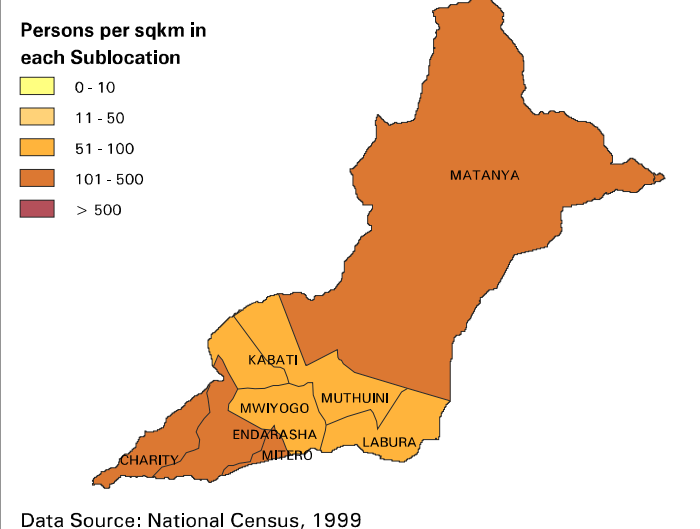 Persons per sqkm in
each Sublocation
0 - 10
11 - 50
51 - 100
101 - 500
> 500
MATANYA
KABATI
MUTHUINI
MWIYOGO
ENDARASHA
LABURA
MITERO
CHARITY
Data Source: National Census, 1999